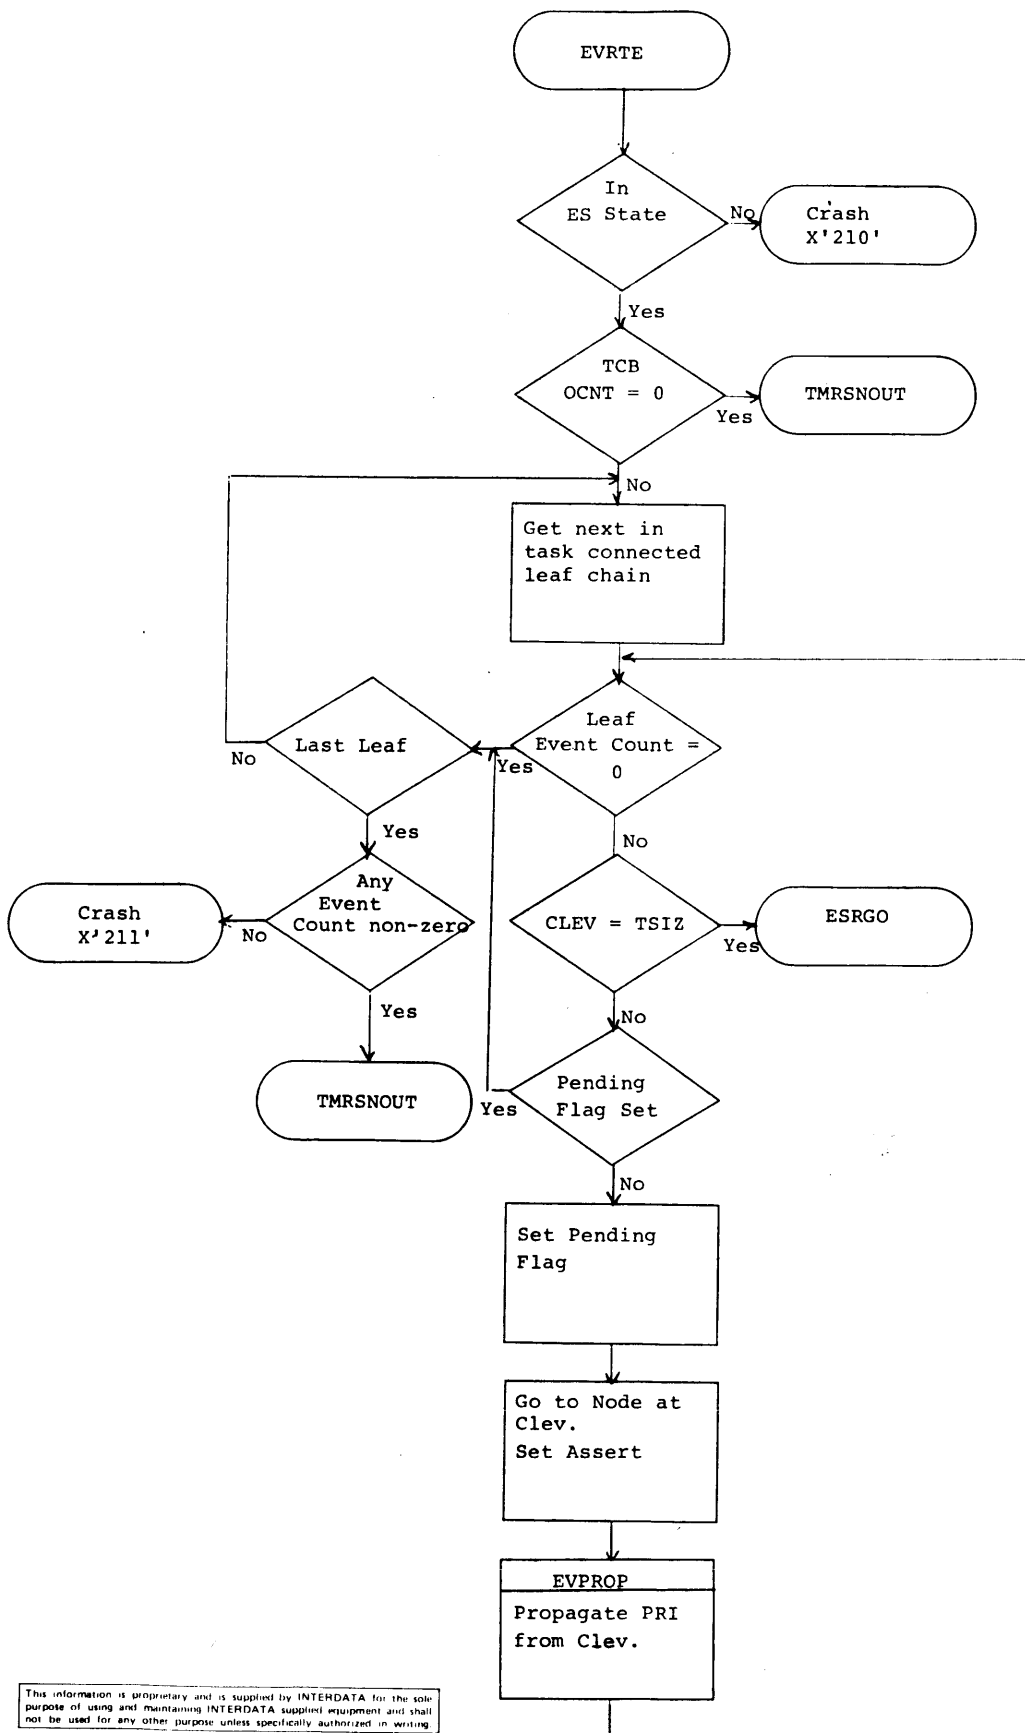 EVRTE
In
ES State
No
Crash
X'210'
Yes
TCB
OCNT = 0
Yes
TMRSNOUT
No
Get next in
task connected
leaf chain
Leaf
Event Count =
0
Yes
Last Leaf
No
Yes
No
Any
Event
Count non-zero
No
Crash
X'211'
CLEV = TSIZ
Yes
ESRGO
Yes
No
TMRSNOUT
Pending
Flag Set
Yes
No
Set Pending
Flag
Go to Node at
Clev.
Set Assert
EVPROP
Propagate PRI
from Clev.
This information is proprietary and is supplied by INTERDATA for the sole
purpose of using and maintaining INTERDATA supplied equipment and shall
not be used for any other purpose unless specifically authorized in writing.